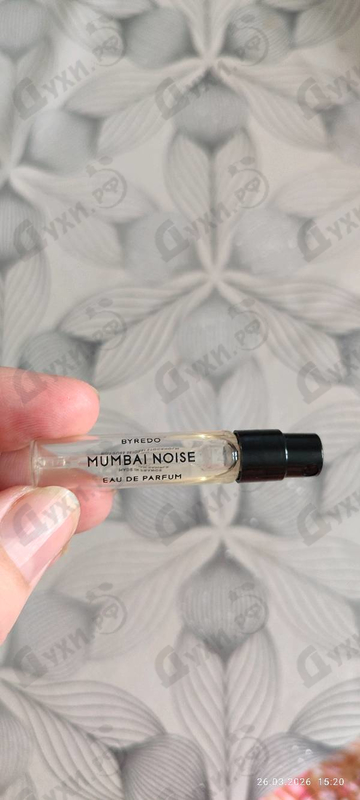 BYREDO
MUMBAI NOISE
EAU DE PARFUM
Духи.рф
26.03.2026 15:20